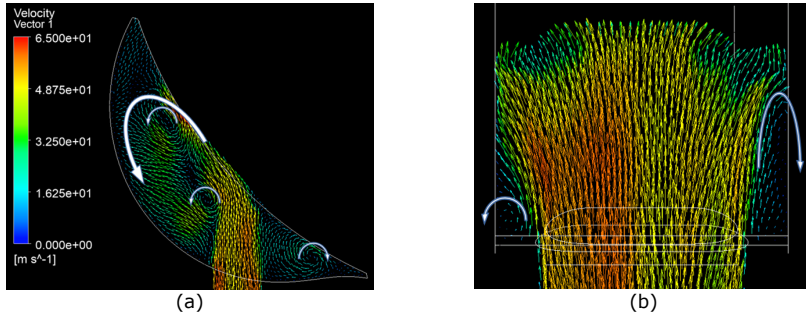 Velocity
Vector 1
6.500e+01
4.875e+01
3.250e+01
1.625e+01
0.000e+00
[m s^-1]
(a)
(b)